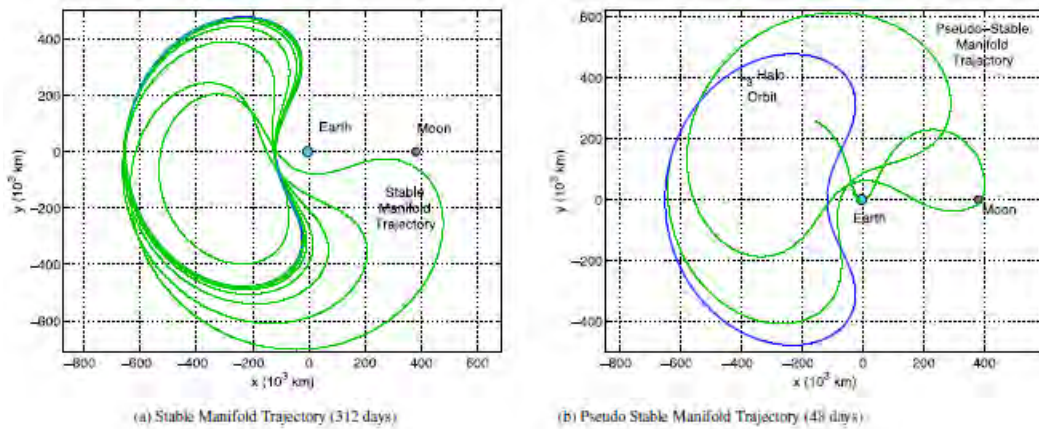 400
200
0
−200
−400
−600
y (10³ km)
Earth
Moon
Stable
Manifold
Trajectory
−800 −600 −400 −200 0 200 400 600
x (10³ km)
(a) Stable Manifold Trajectory (312 days)
600
400
200
0
−200
−400
y (10³ km)
Pseudo−Stable
Manifold
Trajectory
3 Halo
Orbit
Earth
Moon
−800 −600 −400 −200 0 200 400
x (10³ km)
(b) Pseudo Stable Manifold Trajectory (48 days)